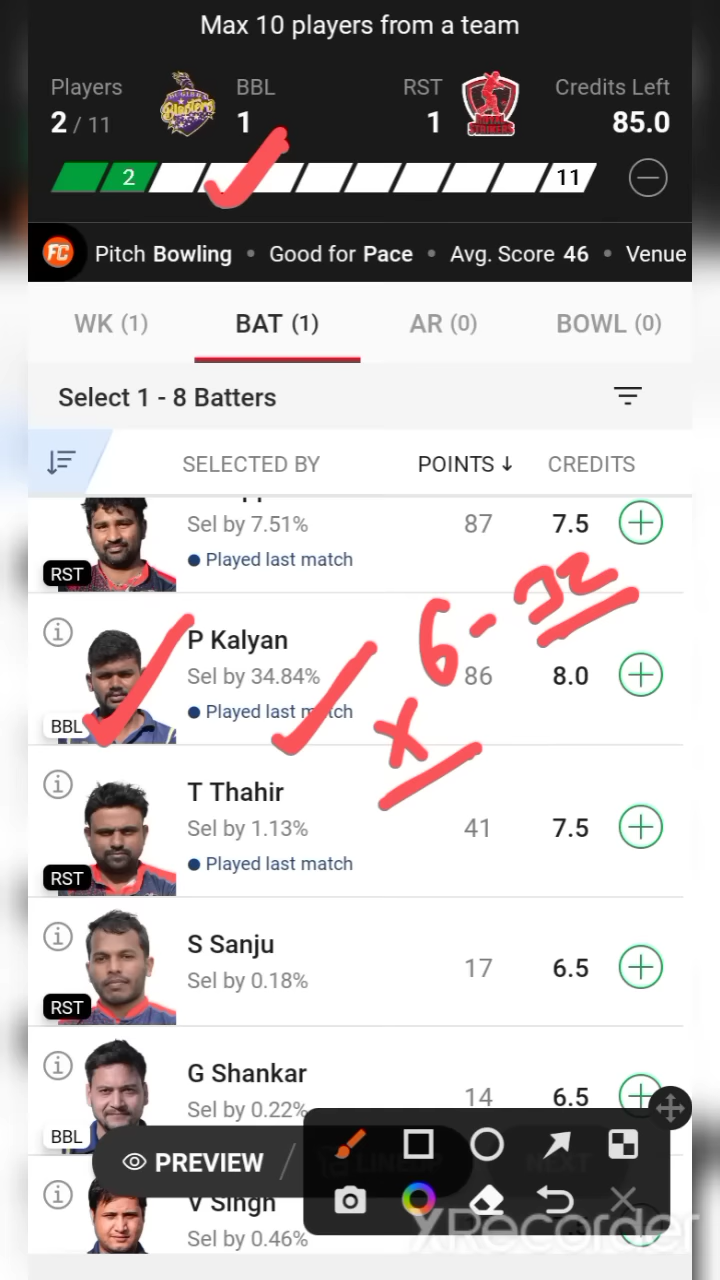 Max 10 players from a team
Players BBL RST Credits Left
2 / 11 1 1 85.0
2 11
FC Pitch Bowling • Good for Pace • Avg. Score 46 • Venue
WK (1) BAT (1) AR (0) BOWL (0)
Select 1 - 8 Batters
SELECTED BY POINTS ↓ CREDITS
Sel by 7.51% 87 7.5
RST Played last match
6 - 32
P Kalyan
Sel by 34.84% 86 8.0
BBL Played last match
x
T Thahir
Sel by 1.13% 41 7.5
RST Played last match
S Sanju
Sel by 0.18% 17 6.5
RST
G Shankar
Sel by 0.22% 14 6.5
BBL
PREVIEW LINEUP NEXT
V Singh
Sel by 0.46%
XRecorder